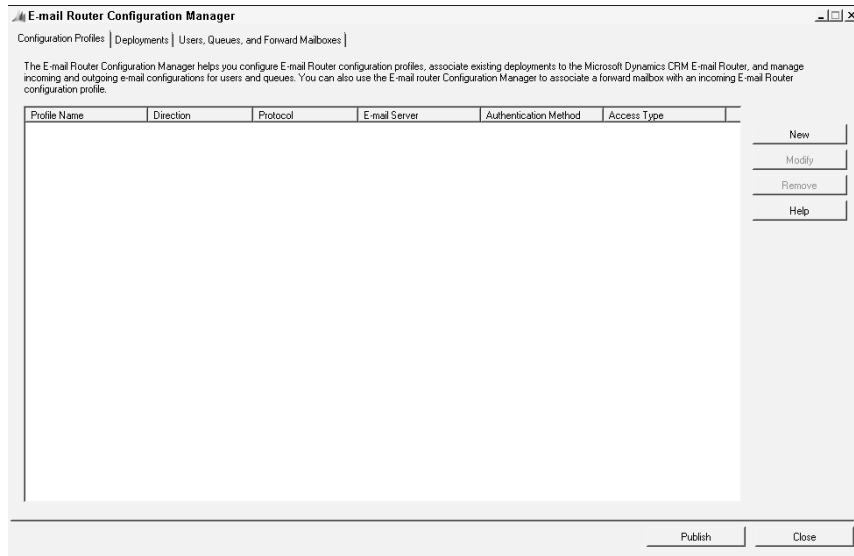 E-mail Router Configuration Manager
Configuration Profiles Deployments Users, Queues, and Forward Mailboxes
The E-mail Router Configuration Manager helps you configure E-mail Router configuration profiles, associate existing deployments to the Microsoft Dynamics CRM E-mail Router, and manage
incoming and outgoing e-mail configurations for users and queues. You can also use the E-mail router Configuration Manager to associate a forward mailbox with an incoming E-mail Router
configuration profile.
Profile Name Direction Protocol E-mail Server Authentication Method Access Type
New
Modify
Remove
Help
Publish Close